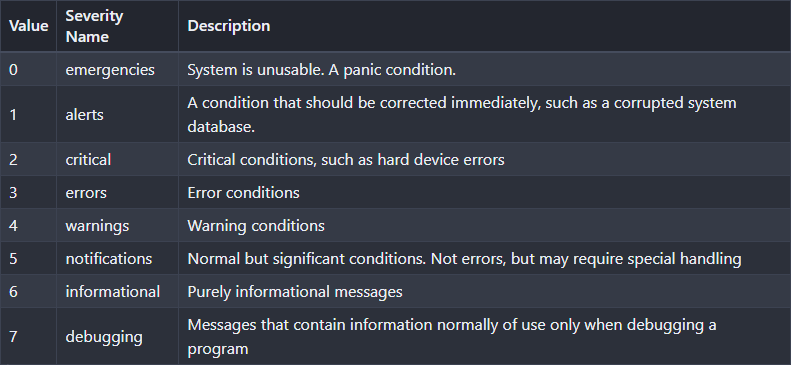 Value Severity Name Description
0 emergencies System is unusable. A panic condition.
1 alerts A condition that should be corrected immediately, such as a corrupted system
database.
2 critical Critical conditions, such as hard device errors
3 errors Error conditions
4 warnings Warning conditions
5 notifications Normal but significant conditions. Not errors, but may require special handling
6 informational Purely informational messages
7 debugging Messages that contain information normally of use only when debugging a
program